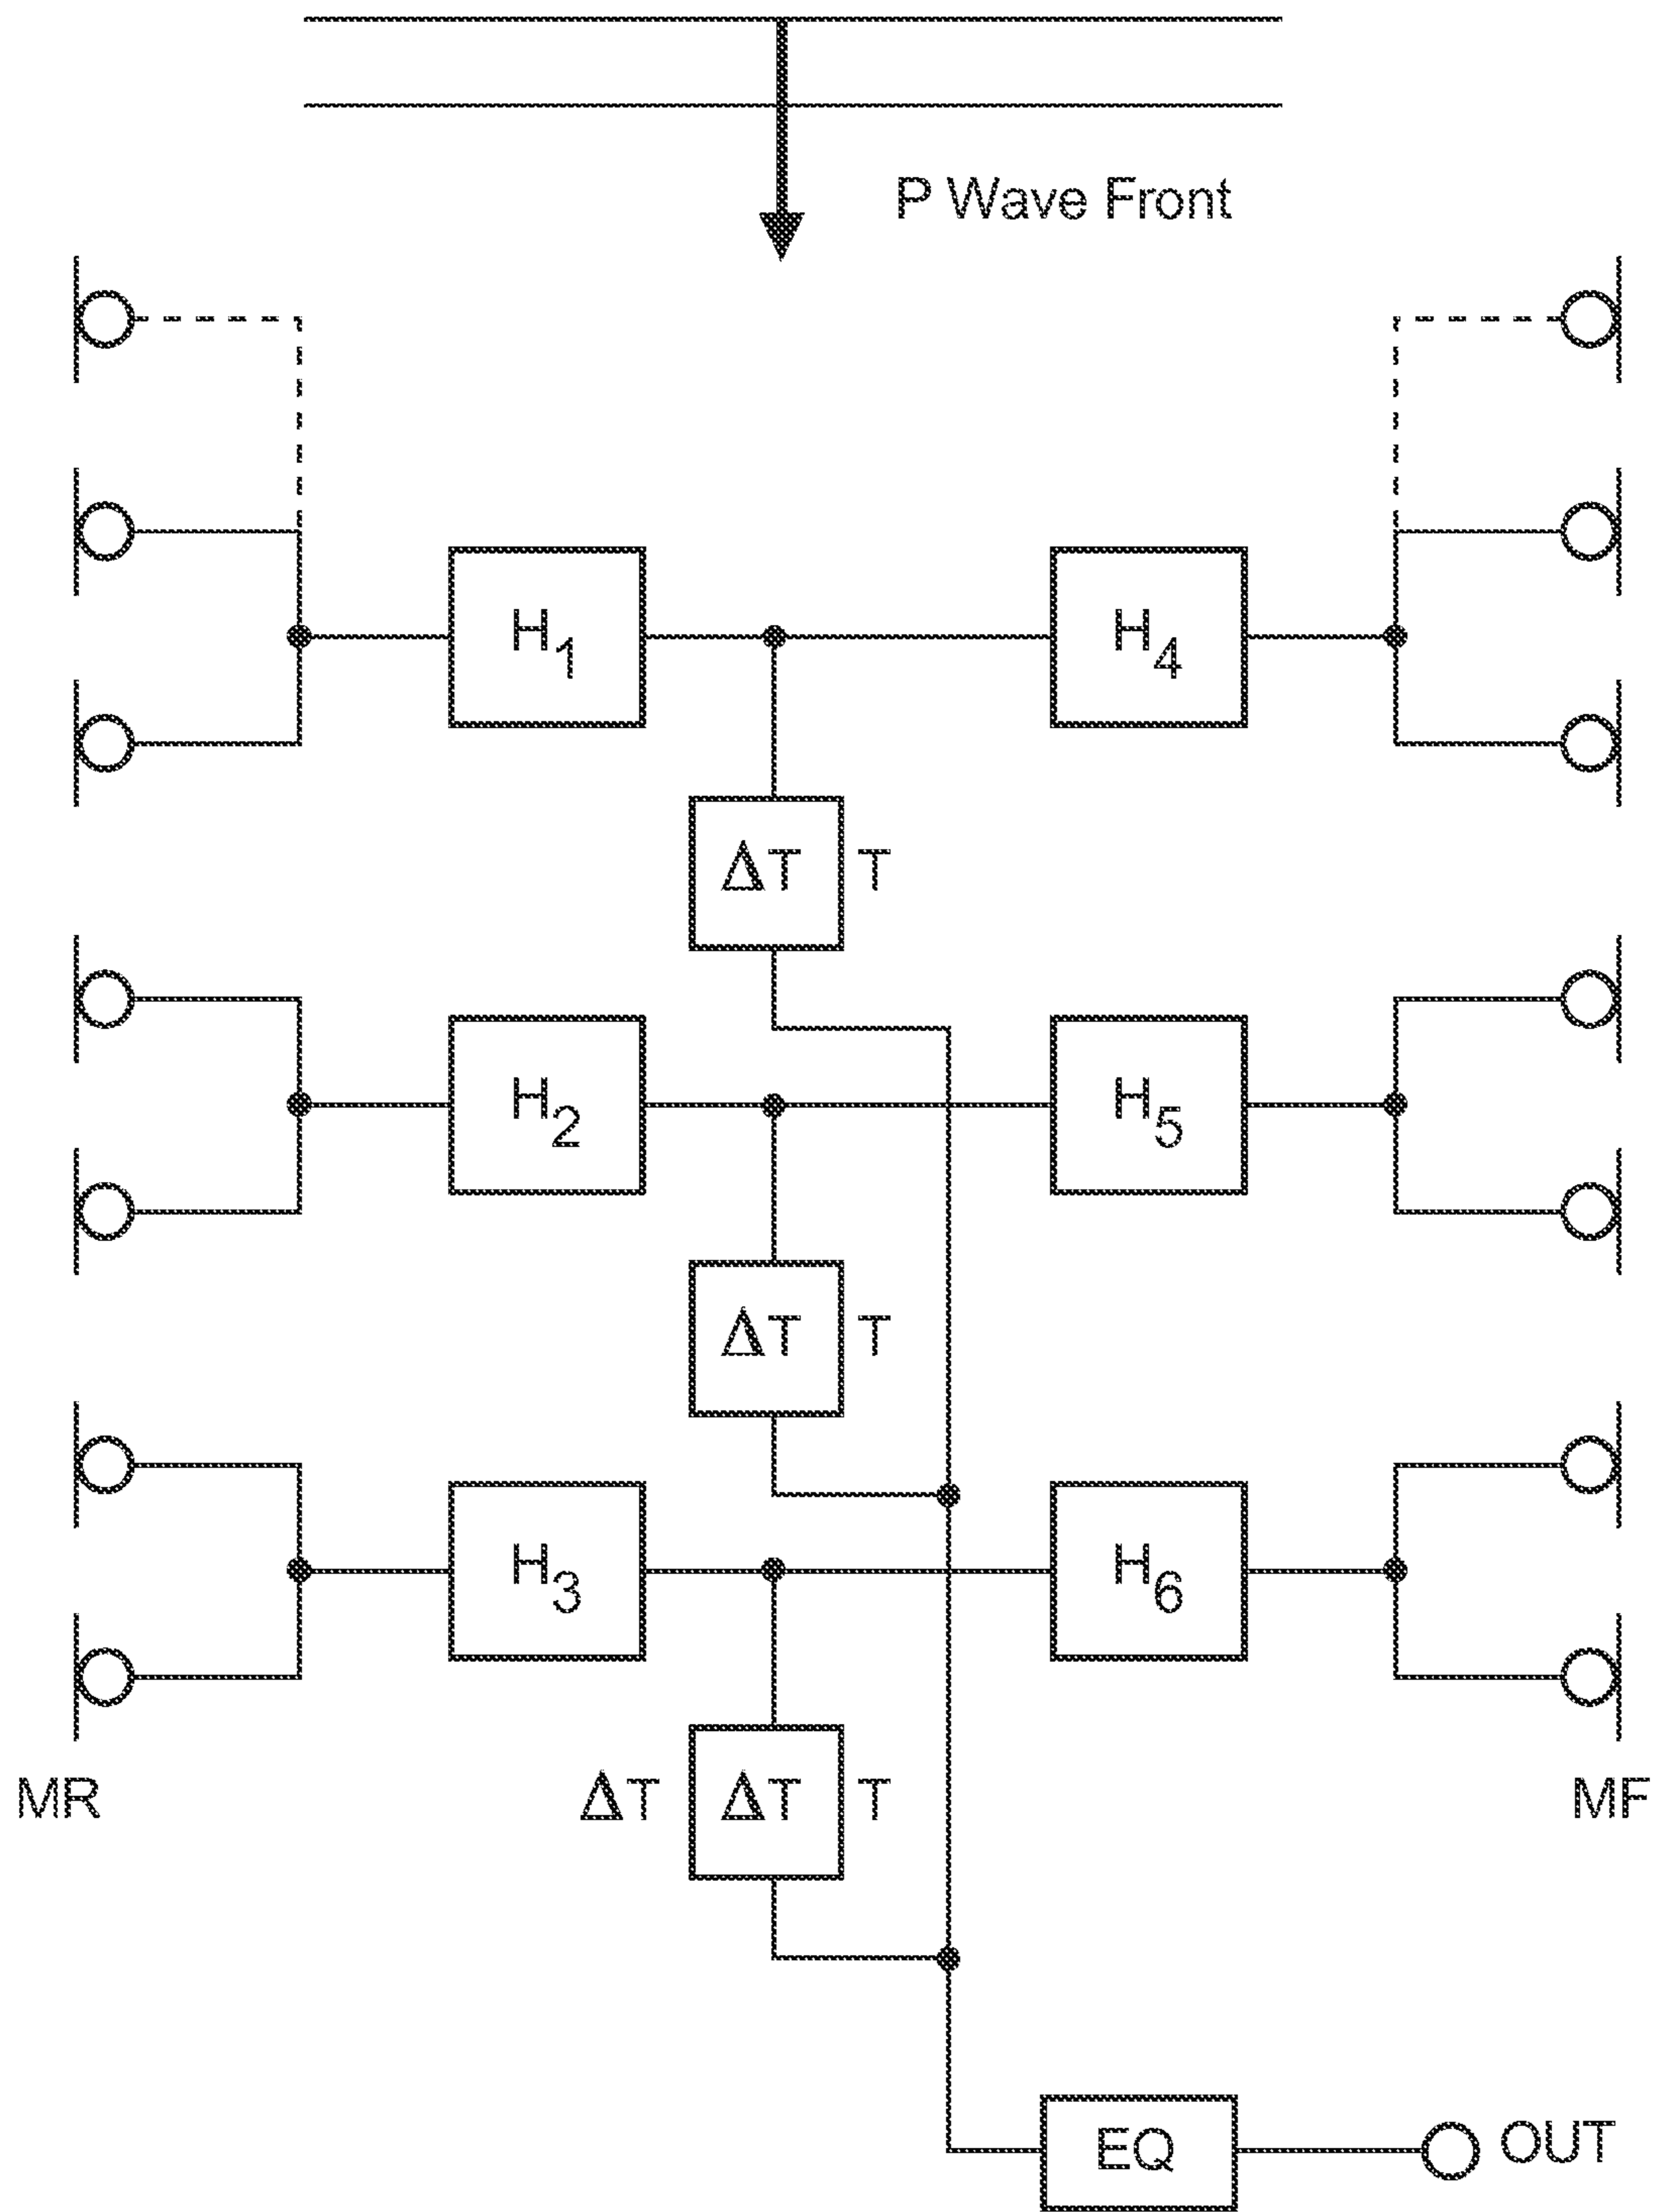 P Wave Front
H1
H4
ΔT T
H2
H5
ΔT T
H3
H6
MR
ΔT ΔT T
MF
EQ
OUT